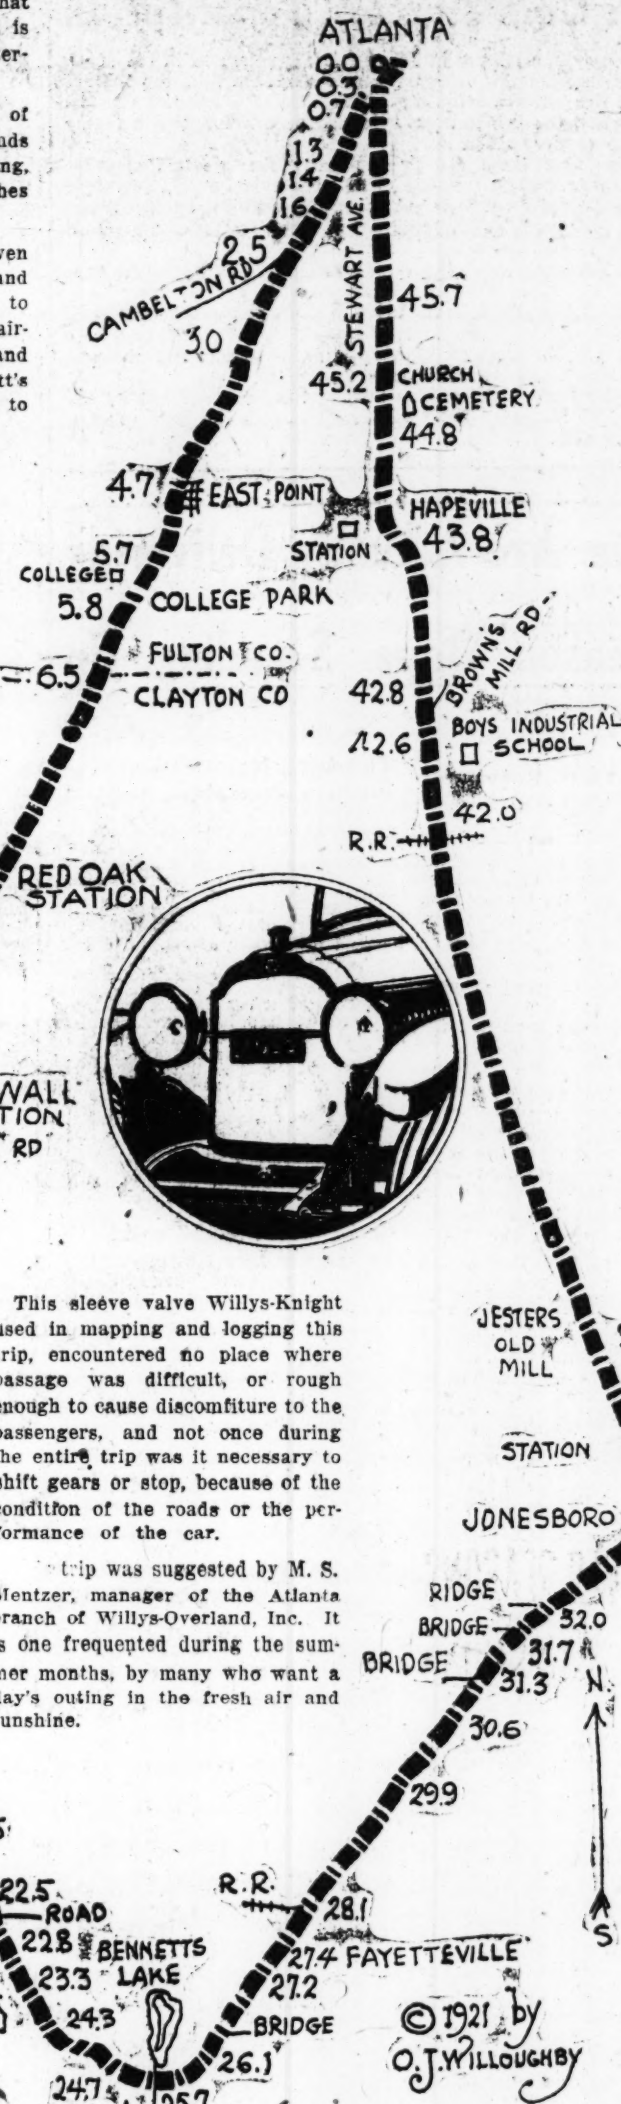 of
ATLANTA
0.0
0.3
0.7
1.3
1.4
1.6
2.5
CAMBELTON RD
3.0
STEWART AVE.
45.7
45.2
CHURCH
CEMETERY
44.8
4.7
EAST POINT
HAPEVILLE
43.8
STATION
5.7
COLLEGE
5.8
COLLEGE PARK
FULTON CO.
6.5
CLAYTON CO
BROWN'S
MILL RD
42.8
42.6
BOYS INDUSTRIAL
SCHOOL
42.0
R.R.
RED OAK
STATION
RD
This sleeve valve Willys-Knight
used in mapping and logging this
trip, encountered no place where
passage was difficult, or rough
enough to cause discomfiture to the
passengers, and not once during
the entire trip was it necessary to
shift gears or stop, because of the
condition of the roads or the per-
formance of the car.
trip was suggested by M. S.
Mentzer, manager of the Atlanta
branch of Willys-Overland, Inc. It
is one frequented during the sum-
mer months, by many who want a
day's outing in the fresh air and
sunshine.
JESTERS
OLD
MILL
STATION
JONESBORO
RIDGE
32.0
BRIDGE
31.7
BRIDGE
31.3
N
30.6
29.9
S
22.5
ROAD
22.8
BENNETTS
LAKE
23.3
24.3
24.7
25.7
R.R.
28.1
27.4 FAYETTEVILLE
27.2
BRIDGE
26.1
© 1921 by
O.J. WILLOUGHBY